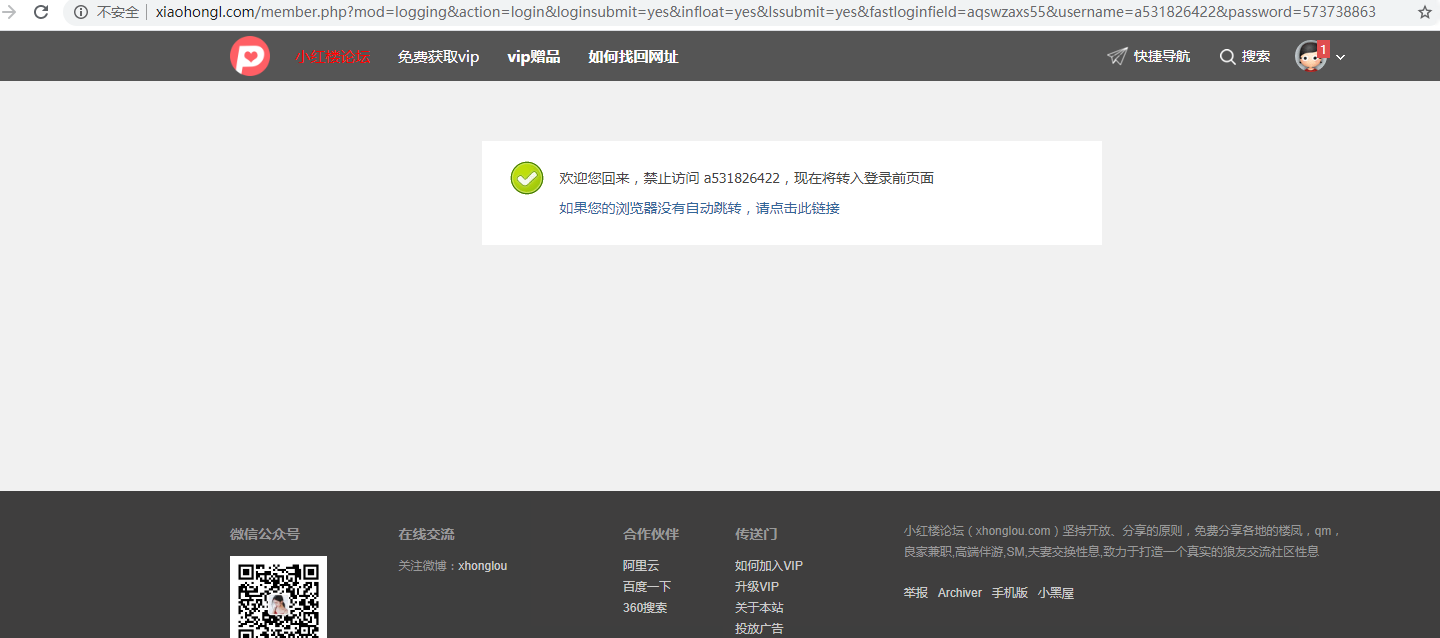 不安全 xiaohongl.com/member.php?mod=logging&action=login&loginsubmit=yes&infloat=yes&lssubmit=yes&fastloginfield=aqswzaxs55&username=a531826422&password=573738863
小红楼论坛 免费获取vip vip赠品 如何找回网址 快捷导航 搜索 1
欢迎您回来，禁止访问 a531826422，现在将转入登录前页面
如果您的浏览器没有自动跳转，请点击此链接
微信公众号
在线交流
关注微博：xhonglou
合作伙伴
阿里云
百度一下
360搜索
传送门
如何加入VIP
升级VIP
关于本站
投放广告
小红楼论坛（xhonglou.com）坚持开放、分享的原则，免费分享各地的楼凤，qm，
良家兼职,高端伴游,SM,夫妻交换性息,致力于打造一个真实的狼友交流社区性息
举报 Archiver 手机版 小黑屋